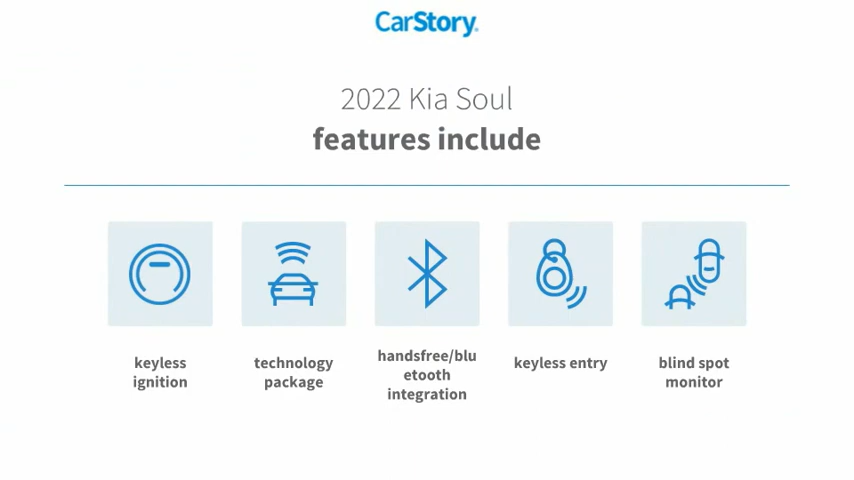 CarStory
2022 Kia Soul
features include
keyless
ignition
technology
package
handsfree/blu
etooth
integration
keyless entry
blind spot
monitor